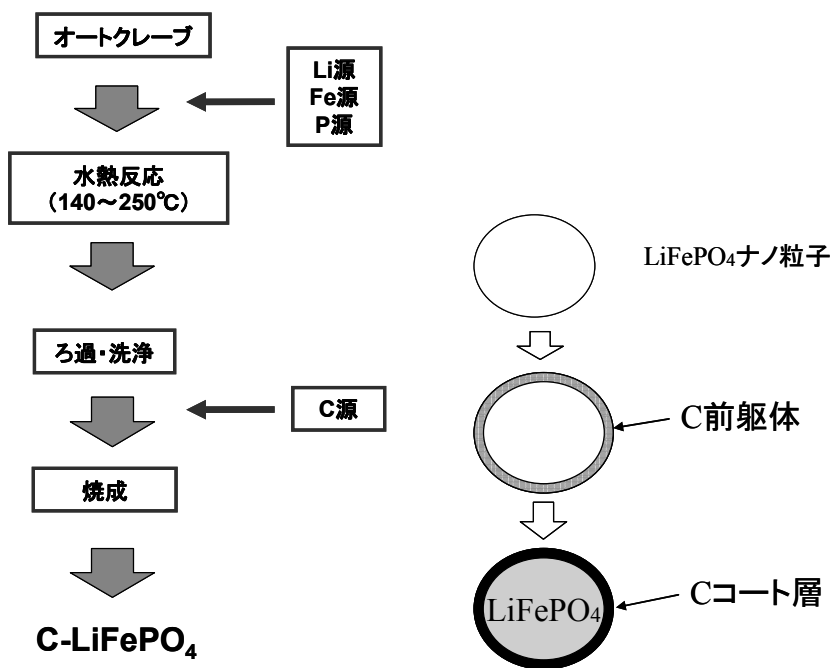 オートクレーブ
Li源
Fe源
P源
水熱反応
（140～250℃）
ろ過・洗浄
C源
焼成
C-LiFePO₄
LiFePO₄ナノ粒子
C前躯体
Cコート層
LiFePO₄